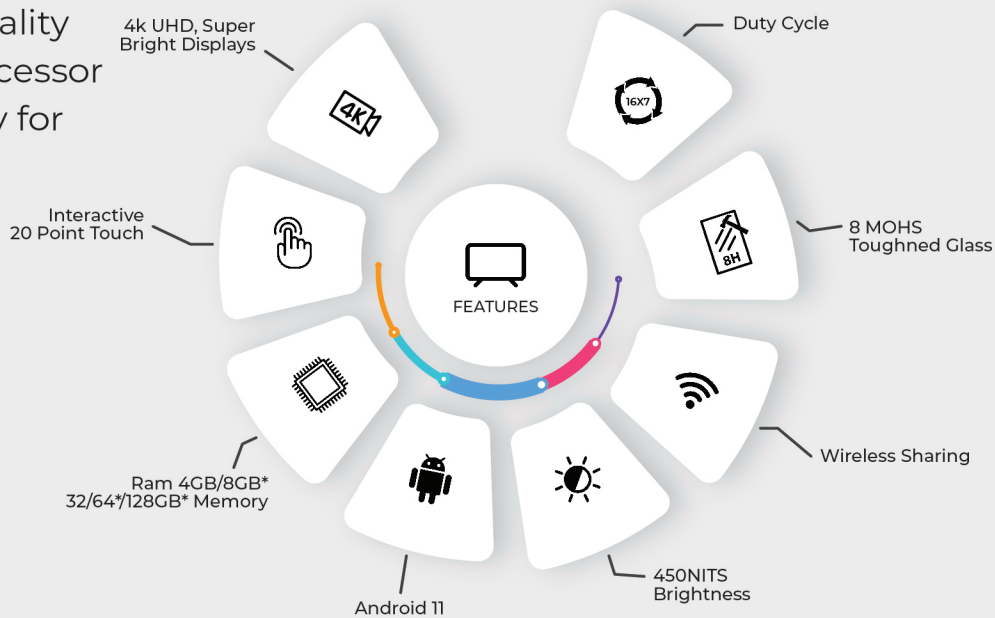 ality
cessor
y for
4k UHD, Super
Bright Displays
4K
Duty Cycle
16X7
Interactive
20 Point Touch
8 MOHS
Toughned Glass
8H
FEATURES
Ram 4GB/8GB*
32/64*/128GB* Memory
Wireless Sharing
Android 11
450NITS
Brightness